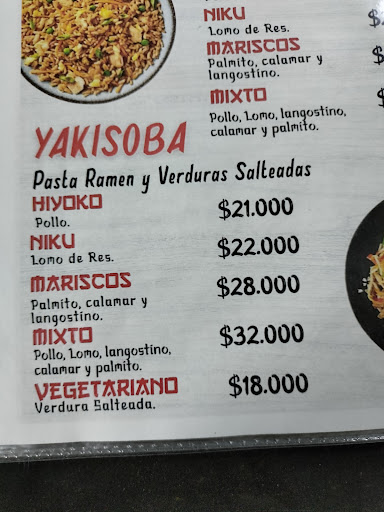 NIKU
Lomo de Res.
MARISCOS
Palmito, calamar y
langostino.
MIXTO
Pollo, Lomo, langostino,
calamar y palmito.
YAKISOBA
Pasta Ramen y Verduras Salteadas
HIYOKO $21.000
Pollo.
NIKU $22.000
Lomo de Res.
MARISCOS $28.000
Palmito, calamar y
langostino.
MIXTO $32.000
Pollo, Lomo, langostino,
calamar y palmito.
VEGETARIANO $18.000
Verdura Salteada.